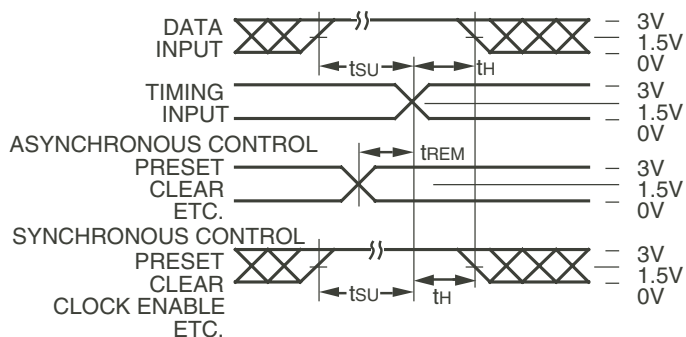 DATA
INPUT
tSU
tH
3V
1.5V
0V
TIMING
INPUT
3V
1.5V
0V
ASYNCHRONOUS CONTROL
PRESET
CLEAR
ETC.
tREM
3V
1.5V
0V
SYNCHRONOUS CONTROL
PRESET
CLEAR
CLOCK ENABLE
ETC.
tSU
tH
3V
1.5V
0V